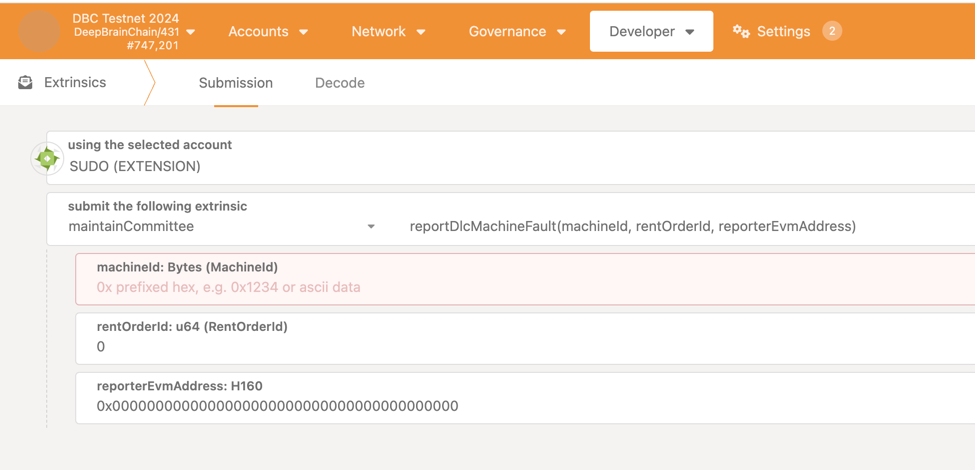 DBC Testnet 2024
DeepBrainChain/431
#747,201
Accounts
Network
Governance
Developer
Settings
2
Extrinsics
Submission
Decode
using the selected account
SUDO (EXTENSION)
submit the following extrinsic
maintainCommittee
reportDlcMachineFault(machineId, rentOrderId, reporterEvmAddress)
machineId: Bytes (MachineId)
0x prefixed hex, e.g. 0x1234 or ascii data
rentOrderId: u64 (RentOrderId)
0
reporterEvmAddress: H160
0x0000000000000000000000000000000000000000